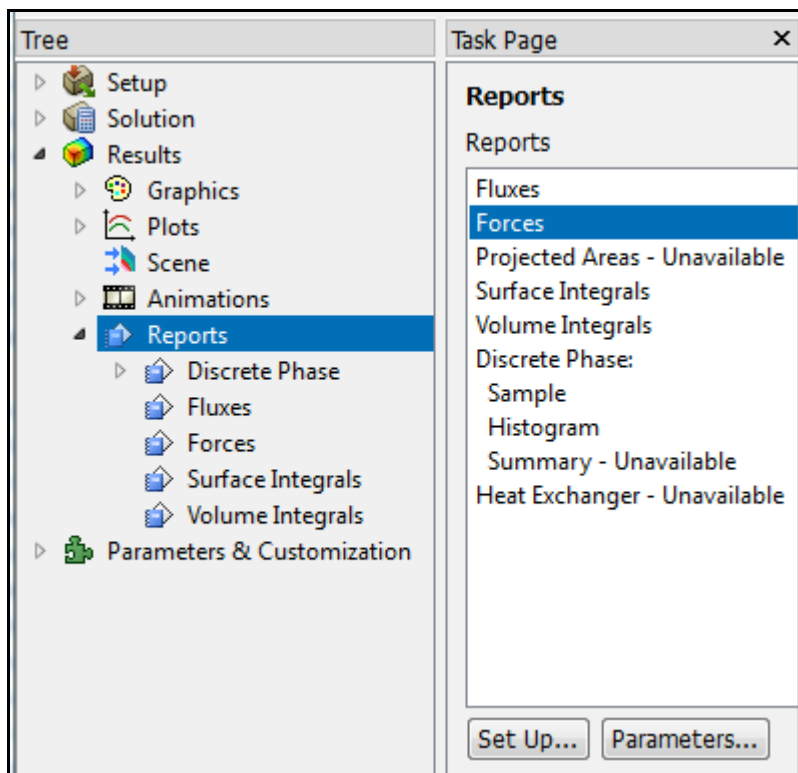 Tree
Setup
Solution
Results
Graphics
Plots
Scene
Animations
Reports
Discrete Phase
Fluxes
Forces
Surface Integrals
Volume Integrals
Parameters & Customization
Task Page
Reports
Reports
Fluxes
Forces
Projected Areas - Unavailable
Surface Integrals
Volume Integrals
Discrete Phase:
Sample
Histogram
Summary - Unavailable
Heat Exchanger - Unavailable
Set Up... Parameters...